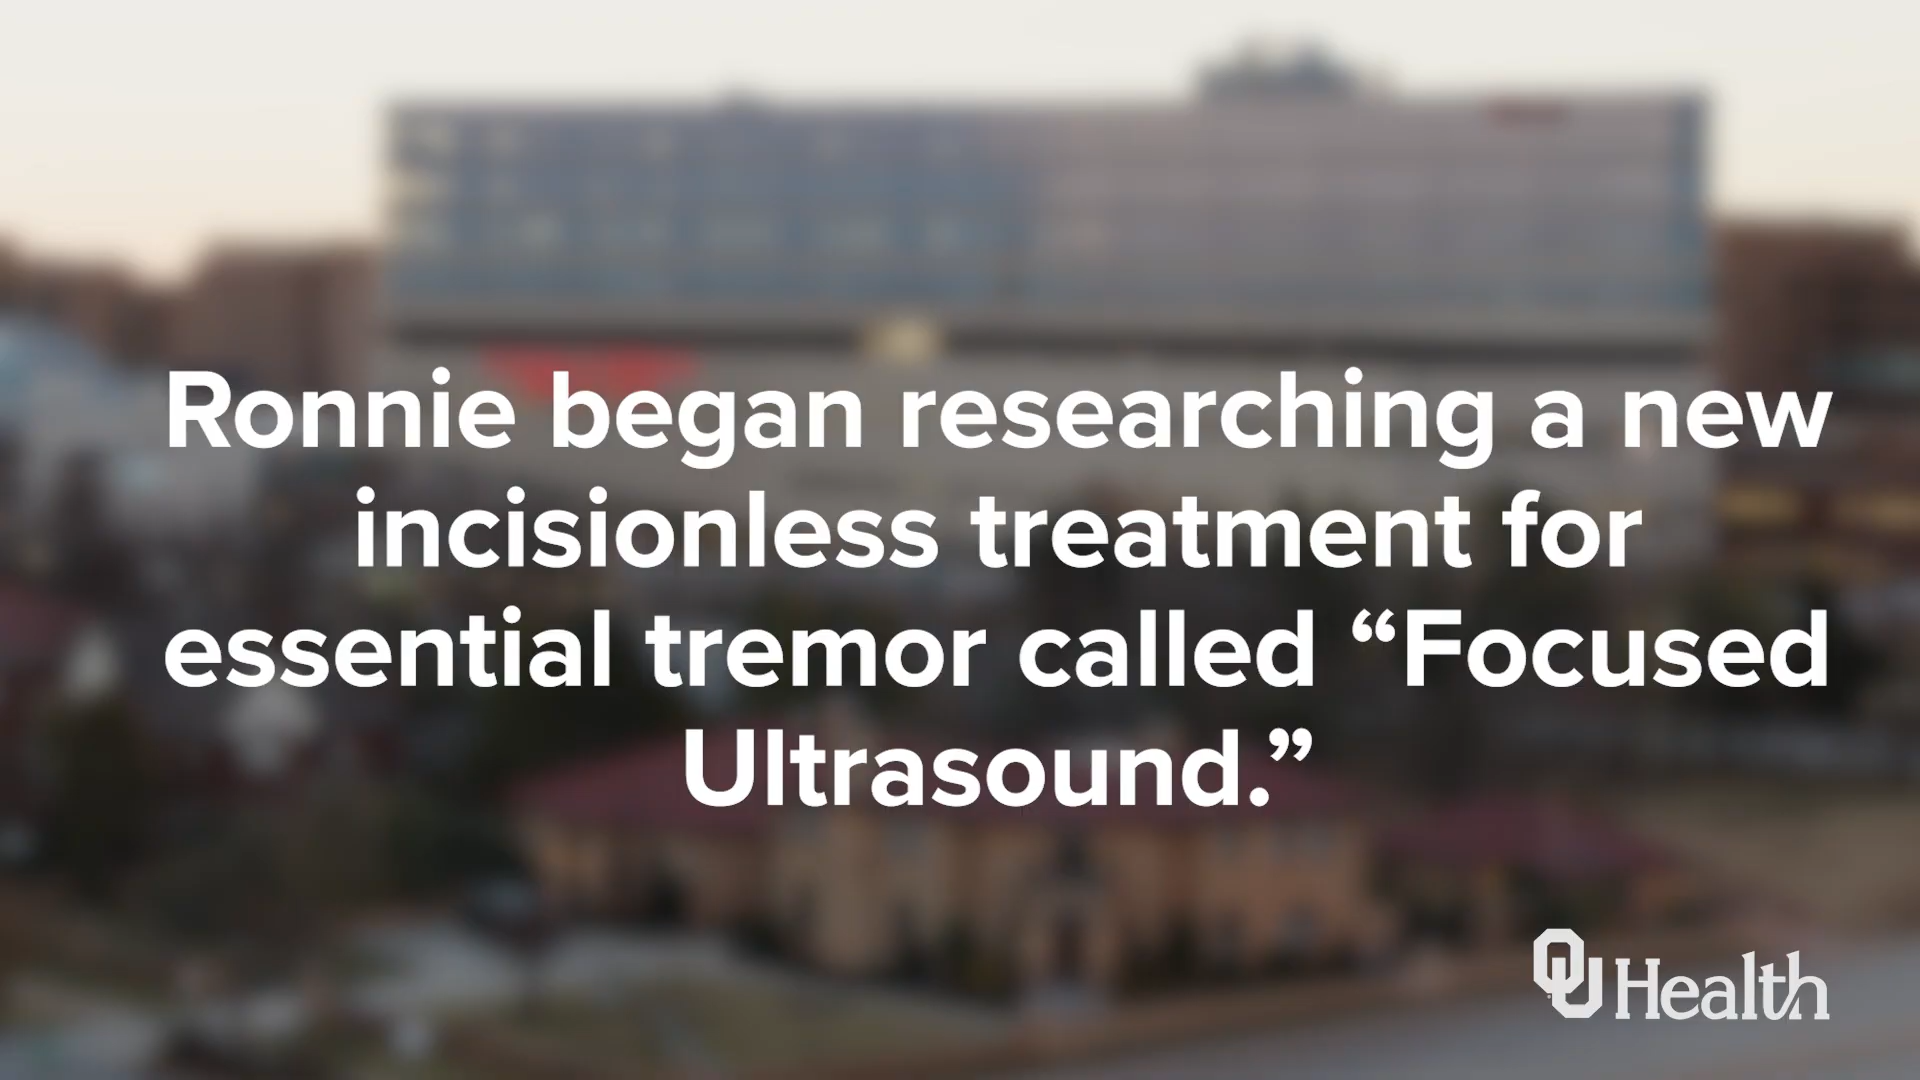 Ronnie began researching a new
incisionless treatment for
essential tremor called “Focused
Ultrasound.”
OU Health